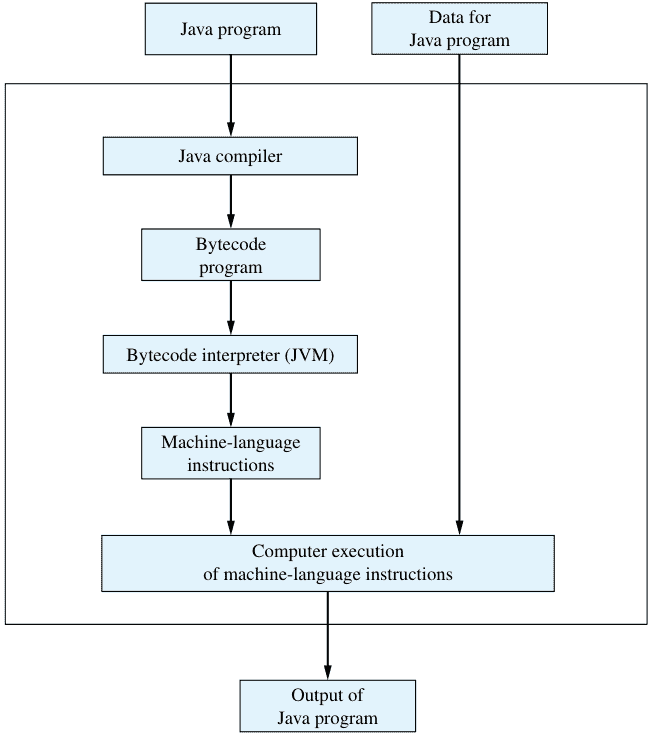 Java program
Data for
Java program
Java compiler
Bytecode
program
Bytecode interpreter (JVM)
Machine-language
instructions
Computer execution
of machine-language instructions
Output of
Java program